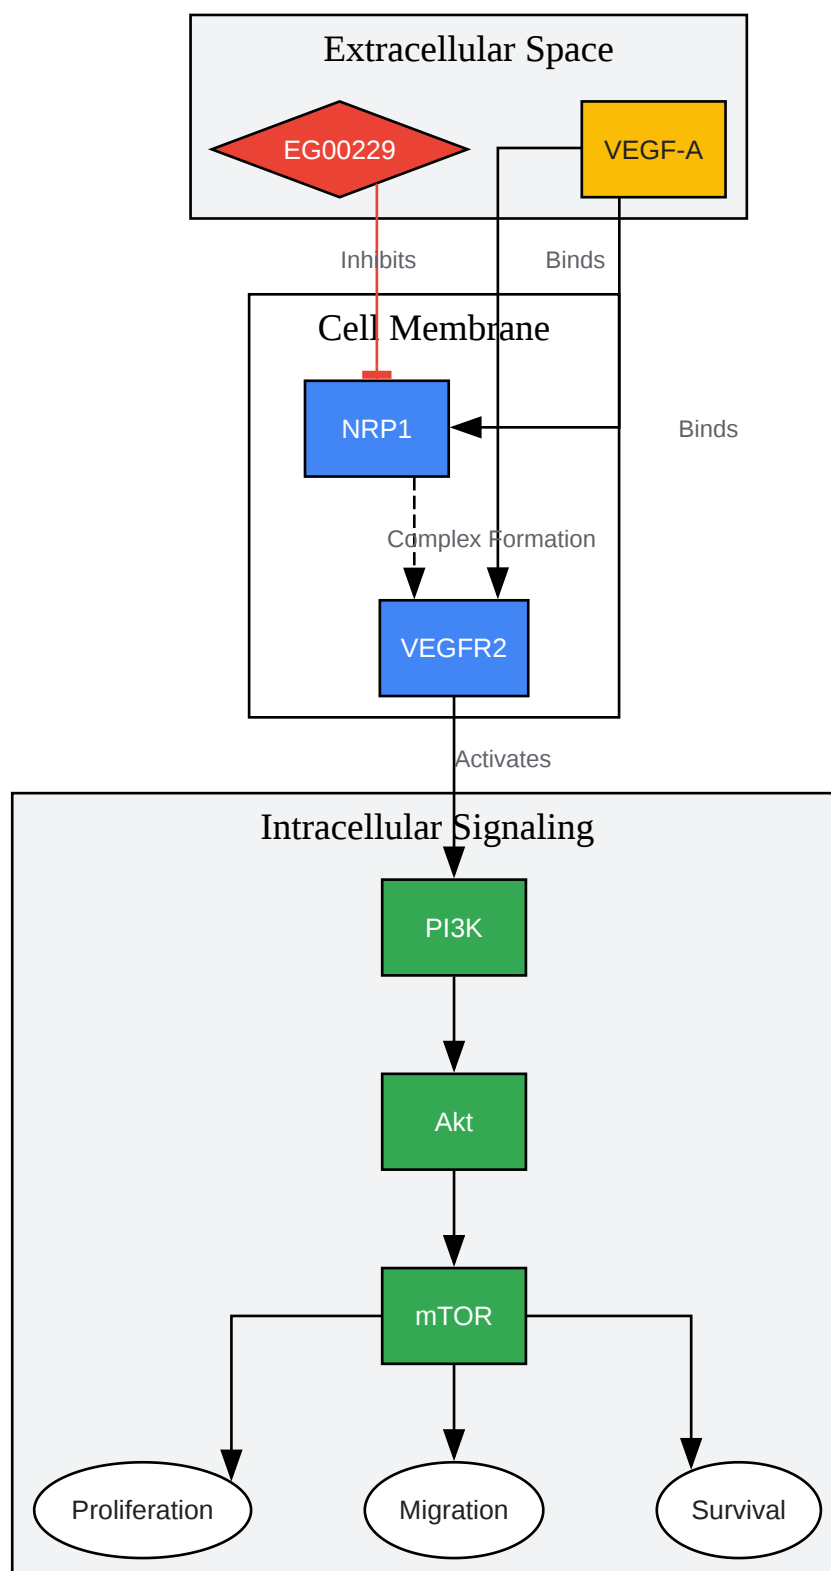 Extracellular Space
EG00229
VEGF-A
Inhibits
Binds
Cell Membrane
NRP1
Binds
Complex Formation
VEGFR2
Activates
Intracellular Signaling
PI3K
Akt
mTOR
Proliferation
Migration
Survival